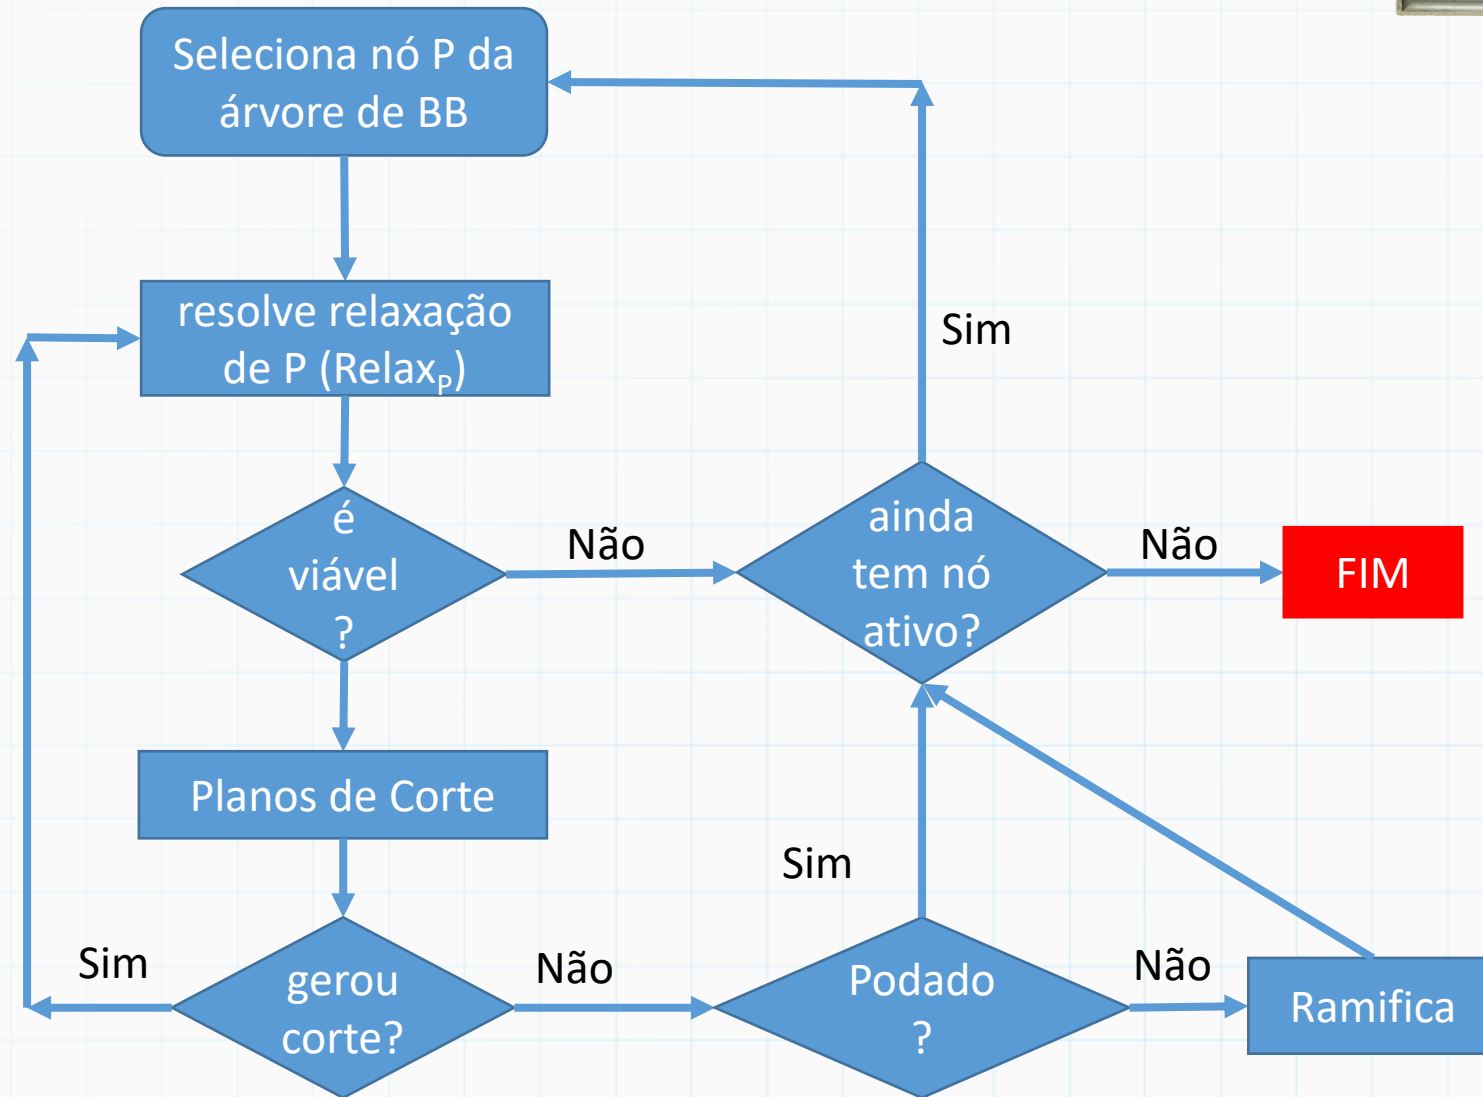 Seleciona nó P da
árvore de BB
resolve relaxação
de P (Relaxₚ)
Sim
é
viável
?
Não
ainda
tem nó
ativo?
Não
FIM
Planos de Corte
Sim
Sim
gerou
corte?
Não
Podado
?
Não
Ramifica